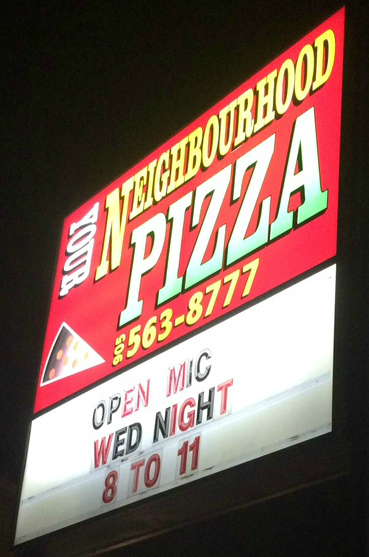 YOUR
NEIGHBOURHOOD
PIZZA
905 563-8777
OPEN MIC
WED NIGHT
8 TO 11